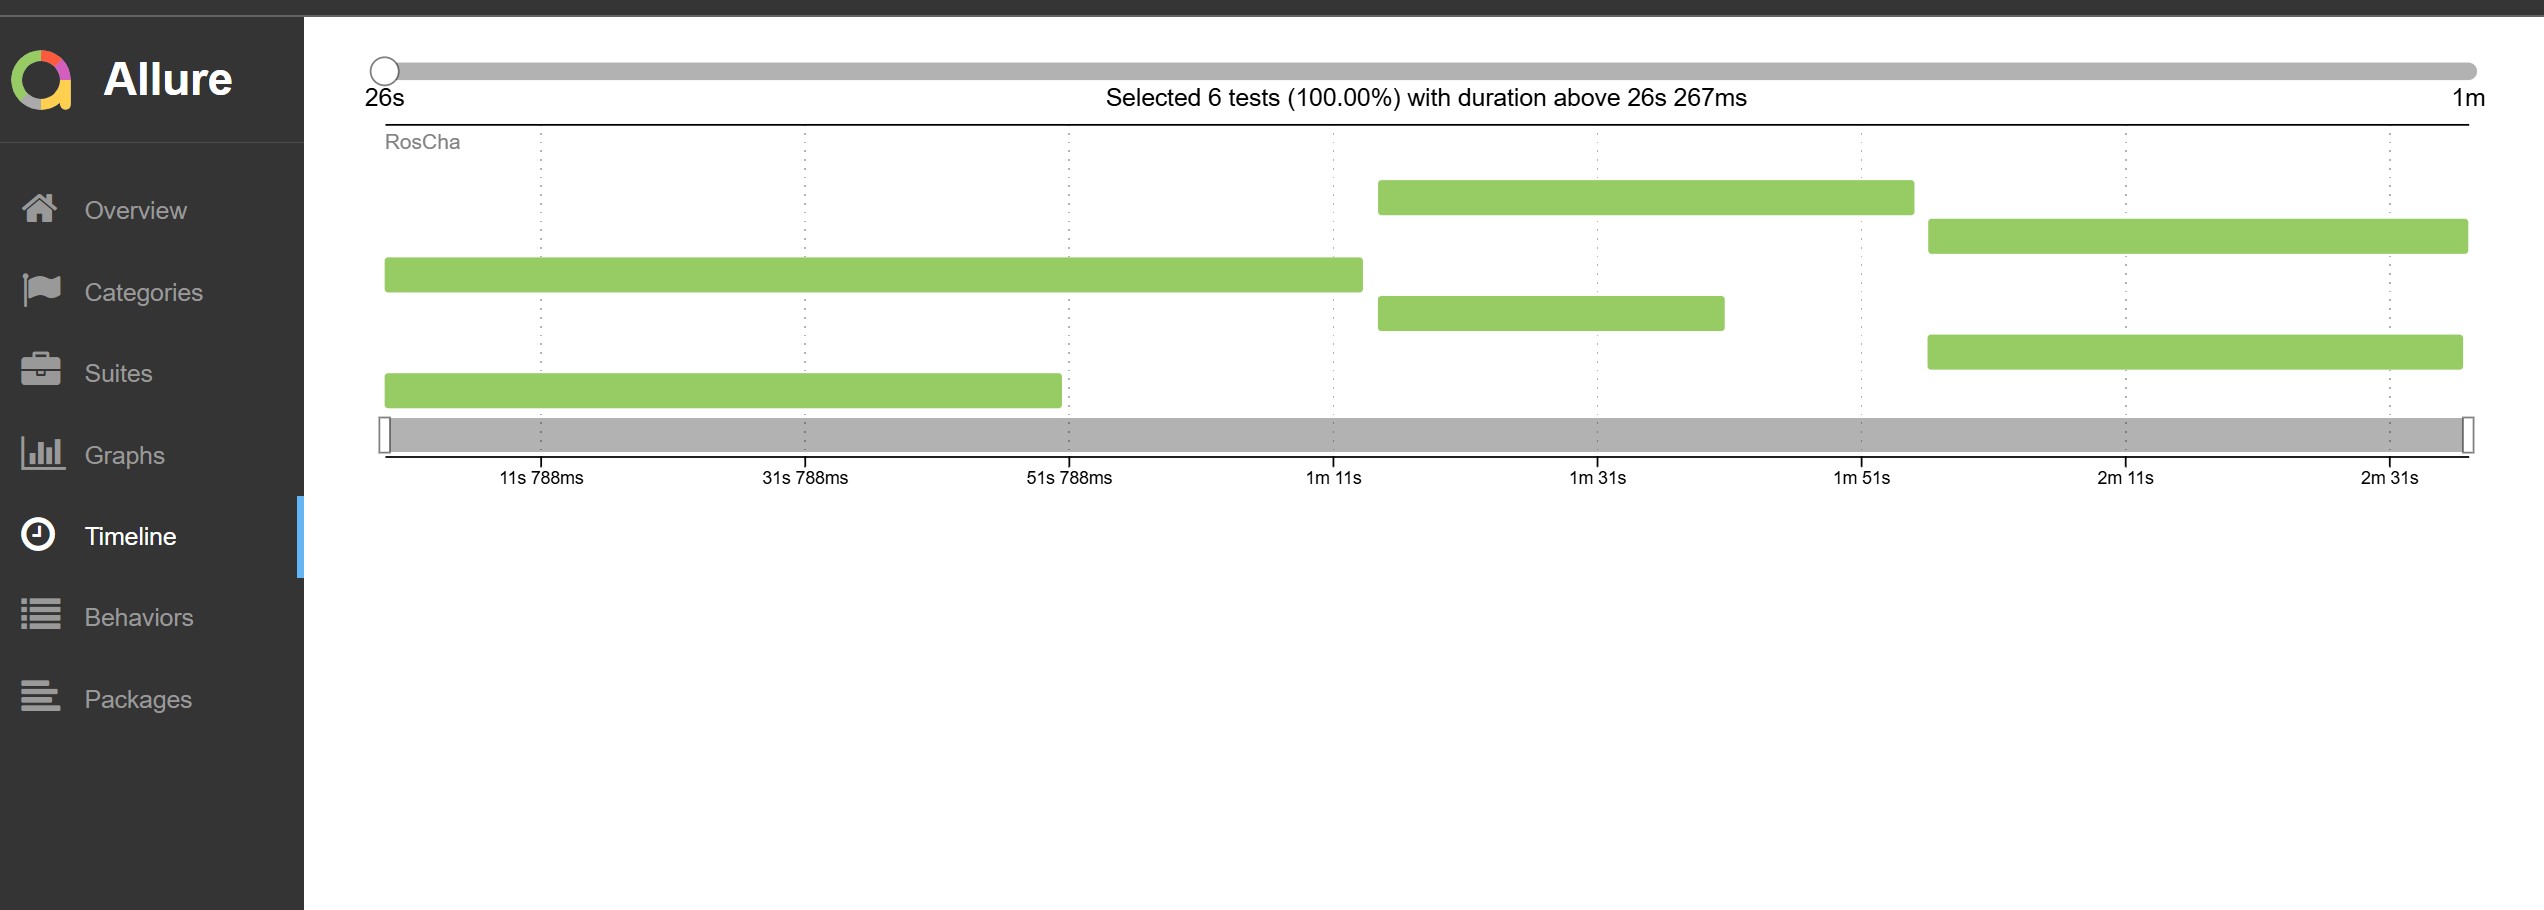 Allure
Overview
Categories
Suites
Graphs
Timeline
Behaviors
Packages
26s
Selected 6 tests (100.00%) with duration above 26s 267ms
1m
RosCha
11s 788ms
31s 788ms
51s 788ms
1m 11s
1m 31s
1m 51s
2m 11s
2m 31s